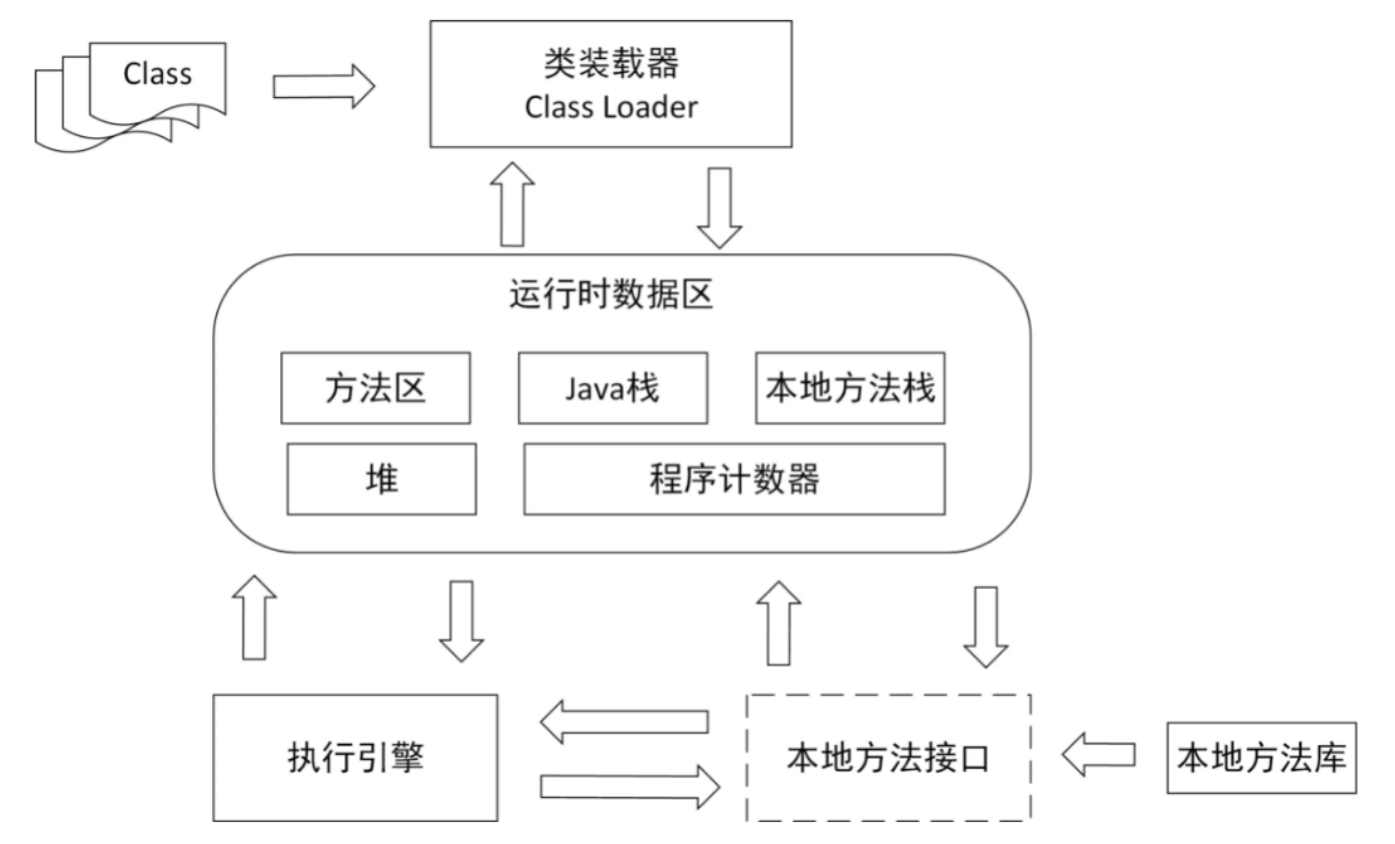 Class
类装载器
Class Loader
运行时数据区
方法区
Java栈
本地方法栈
堆
程序计数器
执行引擎
本地方法接口
本地方法库